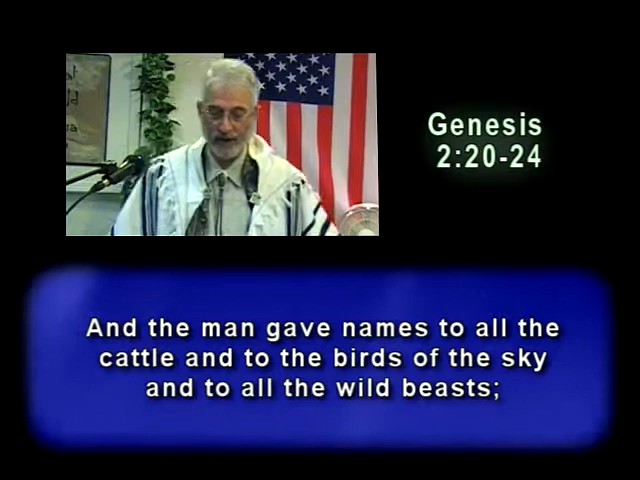 Genesis
2:20-24
And the man gave names to all the
cattle and to the birds of the sky
and to all the wild beasts;